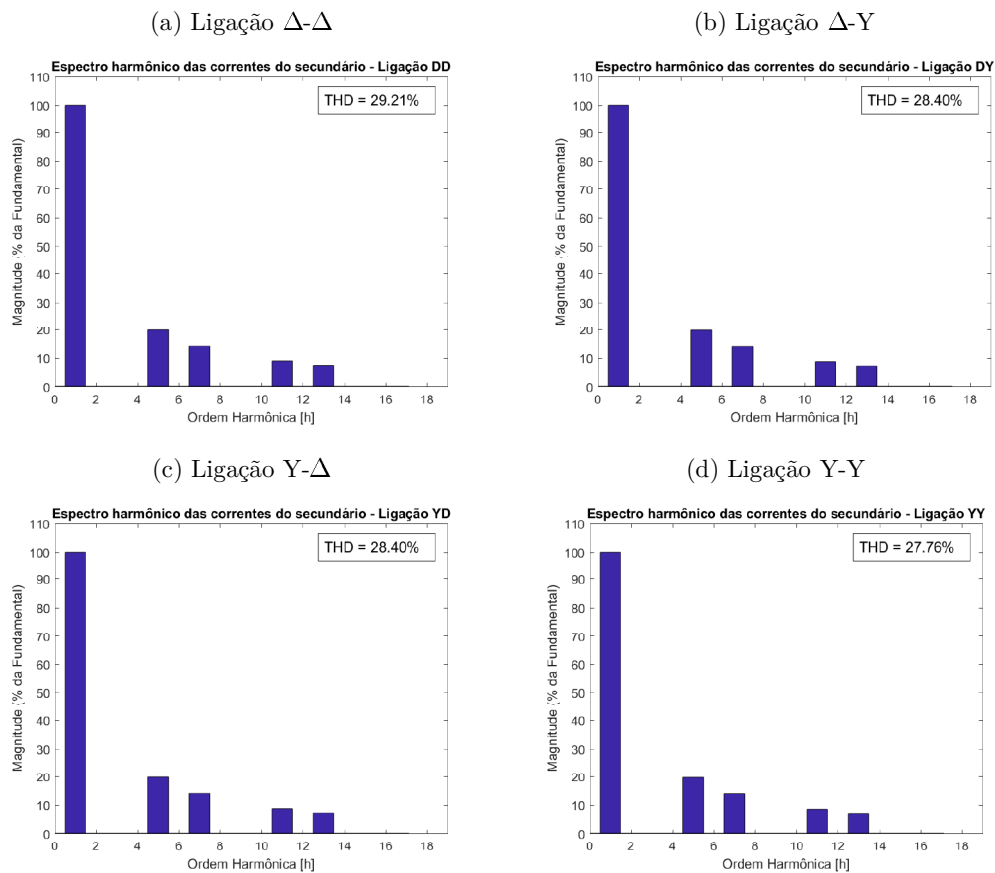 (a) Ligação Δ-Δ
Espectro harmônico das correntes do secundário - Ligação DD
THD = 29.21%
Magnitude (% da Fundamental)
110
100
90
80
70
60
50
40
30
20
10
0
0 2 4 6 8 10 12 14 16 18
Ordem Harmônica [h]
(b) Ligação Δ-Y
Espectro harmônico das correntes do secundário - Ligação DY
THD = 28.40%
Magnitude (% da Fundamental)
110
100
90
80
70
60
50
40
30
20
10
0
0 2 4 6 8 10 12 14 16 18
Ordem Harmônica [h]
(c) Ligação Y-Δ
Espectro harmônico das correntes do secundário - Ligação YD
THD = 28.40%
Magnitude (% da Fundamental)
110
100
90
80
70
60
50
40
30
20
10
0
0 2 4 6 8 10 12 14 16 18
Ordem Harmônica [h]
(d) Ligação Y-Y
Espectro harmônico das correntes do secundário - Ligação YY
THD = 27.76%
Magnitude (% da Fundamental)
110
100
90
80
70
60
50
40
30
20
10
0
0 2 4 6 8 10 12 14 16 18
Ordem Harmônica [h]